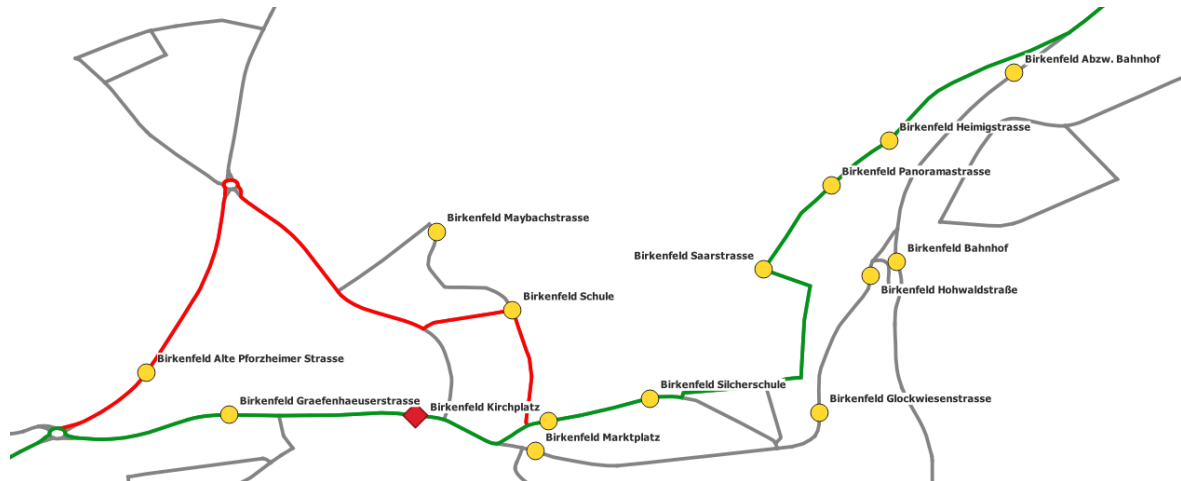 Birkenfeld Abzw. Bahnhof
Birkenfeld Heimigstrasse
Birkenfeld Panoramastrasse
Birkenfeld Maybachstrasse
Birkenfeld Saarstrasse
Birkenfeld Bahnhof
Birkenfeld Hohwaldstraße
Birkenfeld Schule
Birkenfeld Alte Pforzheimer Strasse
Birkenfeld Silcherschule
Birkenfeld Graefenhaeuserstrasse
Birkenfeld Kirchplatz
Birkenfeld Glockwiesenstrasse
Birkenfeld Marktplatz